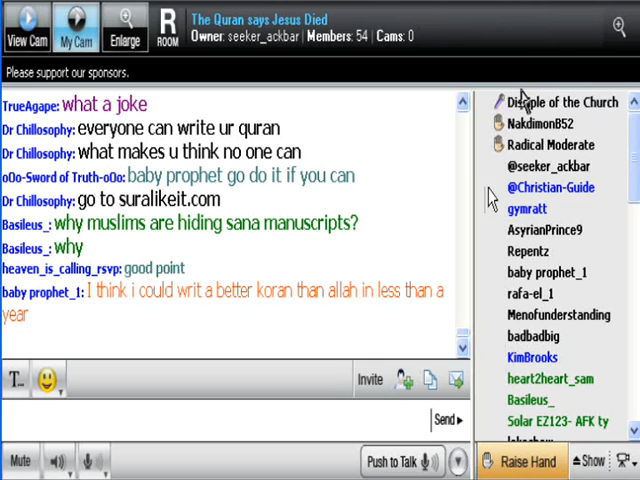 View Cam
My Cam
Enlarge
R
ROOM
The Quran says Jesus Died
Owner: seeker_ackbar | Members: 54 | Cams: 0
Please support our sponsors.
TrueAgape: what a joke
Dr Chillosophy: everyone can write ur quran
Dr Chillosophy: what makes u think no one can
oOo-Sword of Truth-oOo: baby prophet go do it if you can
Dr Chillosophy: go to suralikeit.com
Basileus_: why muslims are hiding sana manuscripts?
Basileus_: why
heaven_is_calling_rsvp: good point
baby prophet_1: I think i could writ a better koran than allah in less than a
year
Disciple of the Church
NakdimonB52
Radical Moderate
@seeker_ackbar
@Christian-Guide
gymratt
AsyrianPrince9
Repentz
baby prophet_1
rafa-el_1
Menofunderstanding
badbadbig
KimBrooks
heart2heart_sam
Basileus_
Solar EZ123- AFK ty
T...
Invite
Send
Mute
Push to Talk
Raise Hand
Show